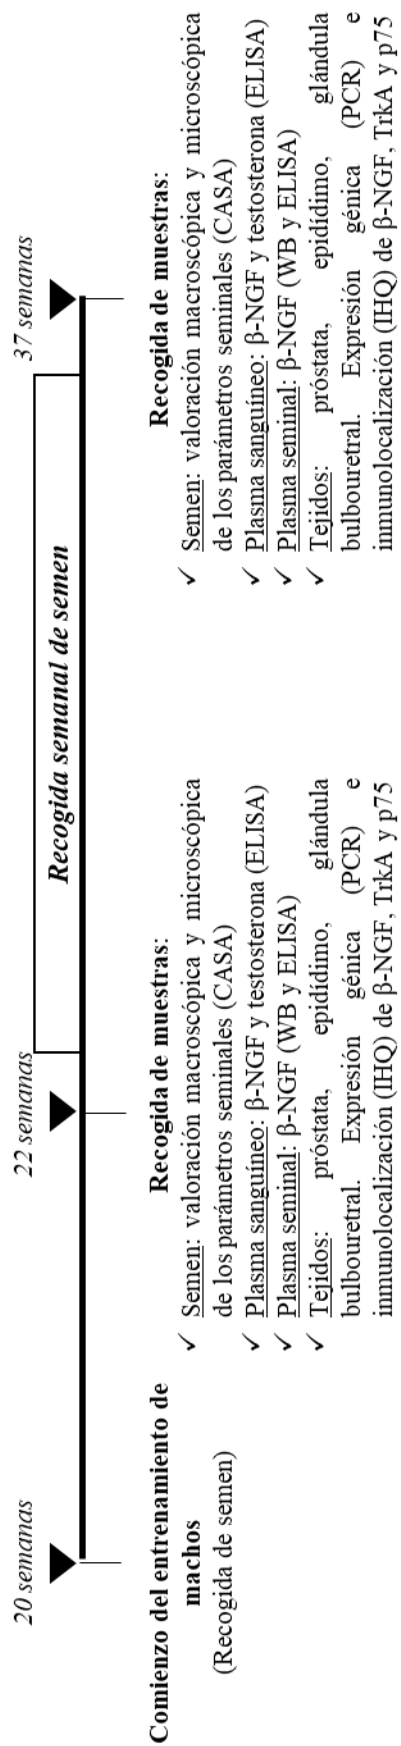 20 semanas
22 semanas
37 semanas
Recogida semanal de semen
Comienzo del entrenamiento de
machos
(Recogida de semen)
Recogida de muestras:
✓ Semen: valoración macroscópica y microscópica
de los parámetros seminales (CASA)
✓ Plasma sanguíneo: β-NGF y testosterona (ELISA)
✓ Plasma seminal: β-NGF (WB y ELISA)
✓ Tejidos: próstata, epidídimo, glándula
bulbouretral. Expresión génica (PCR) e
inmunolocalización (IHQ) de β-NGF, TrkA y p75
Recogida de muestras:
✓ Semen: valoración macroscópica y microscópica
de los parámetros seminales (CASA)
✓ Plasma sanguíneo: β-NGF y testosterona (ELISA)
✓ Plasma seminal: β-NGF (WB y ELISA)
✓ Tejidos: próstata, epidídimo, glándula
bulbouretral. Expresión génica (PCR) e
inmunolocalización (IHQ) de β-NGF, TrkA y p75